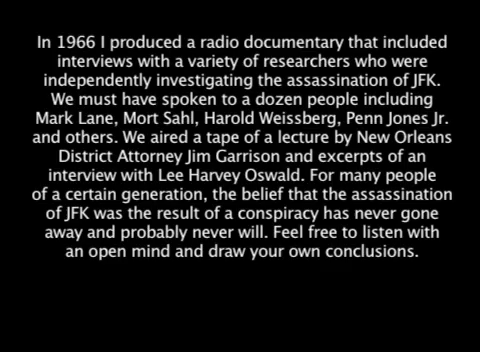 In 1966 I produced a radio documentary that included
interviews with a variety of researchers who were
independently investigating the assassination of JFK.
We must have spoken to a dozen people including
Mark Lane, Mort Sahl, Harold Weissberg, Penn Jones Jr.
and others. We aired a tape of a lecture by New Orleans
District Attorney Jim Garrison and excerpts of an
interview with Lee Harvey Oswald. For many people
of a certain generation, the belief that the assassination
of JFK was the result of a conspiracy has never gone
away and probably never will. Feel free to listen with
an open mind and draw your own conclusions.